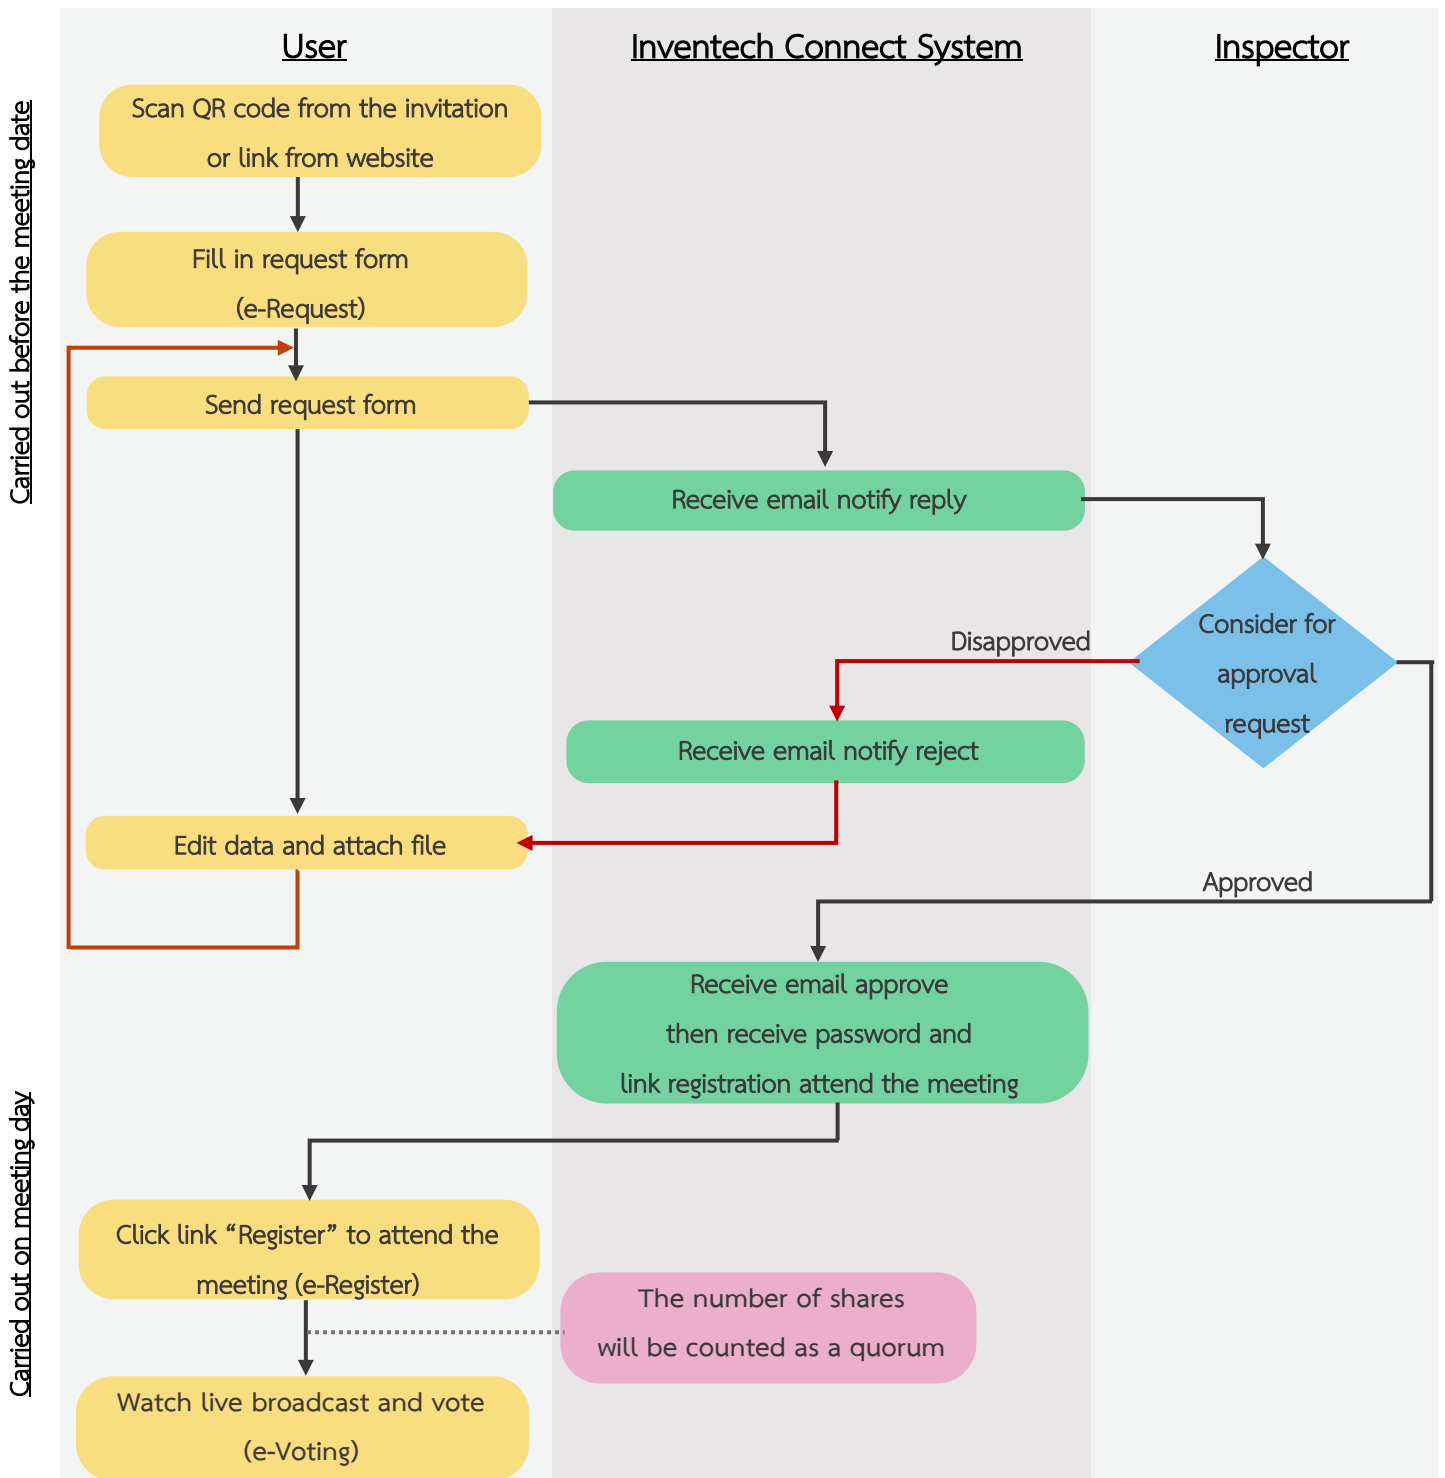 User
Inventech Connect System
Inspector
Carried out before the meeting date
Scan QR code from the invitation
or link from website
Fill in request form
(e-Request)
Send request form
Receive email notify reply
Consider for
approval
request
Disapproved
Receive email notify reject
Edit data and attach file
Approved
Receive email approve
then receive password and
link registration attend the meeting
Carried out on meeting day
Click link “Register” to attend the
meeting (e-Register)
The number of shares
will be counted as a quorum
Watch live broadcast and vote
(e-Voting)